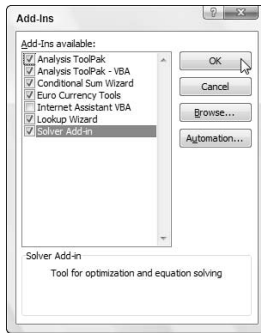 Add-Ins
Add-Ins available:
Analysis ToolPak
Analysis ToolPak - VBA
Conditional Sum Wizard
Euro Currency Tools
Internet Assistant VBA
Lookup Wizard
Solver Add-in
OK
Cancel
Browse...
Automation...
Solver Add-in
Tool for optimization and equation solving